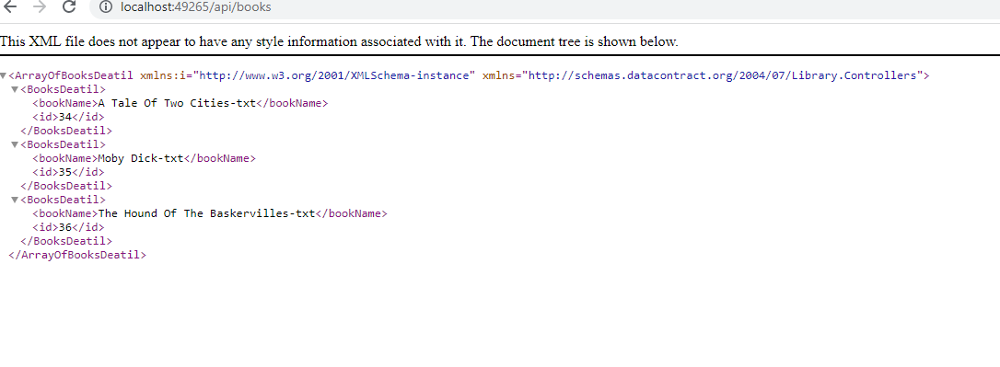 localhost:49265/api/books
This XML file does not appear to have any style information associated with it. The document tree is shown below.
<ArrayOfBooksDeatil xmlns:i="http://www.w3.org/2001/XMLSchema-instance" xmlns="http://schemas.datacontract.org/2004/07/Library.Controllers">
<BooksDeatil>
<bookName>A Tale Of Two Cities-txt</bookName>
<id>34</id>
</BooksDeatil>
<BooksDeatil>
<bookName>Moby Dick-txt</bookName>
<id>35</id>
</BooksDeatil>
<BooksDeatil>
<bookName>The Hound Of The Baskervilles-txt</bookName>
<id>36</id>
</BooksDeatil>
</ArrayOfBooksDeatil>